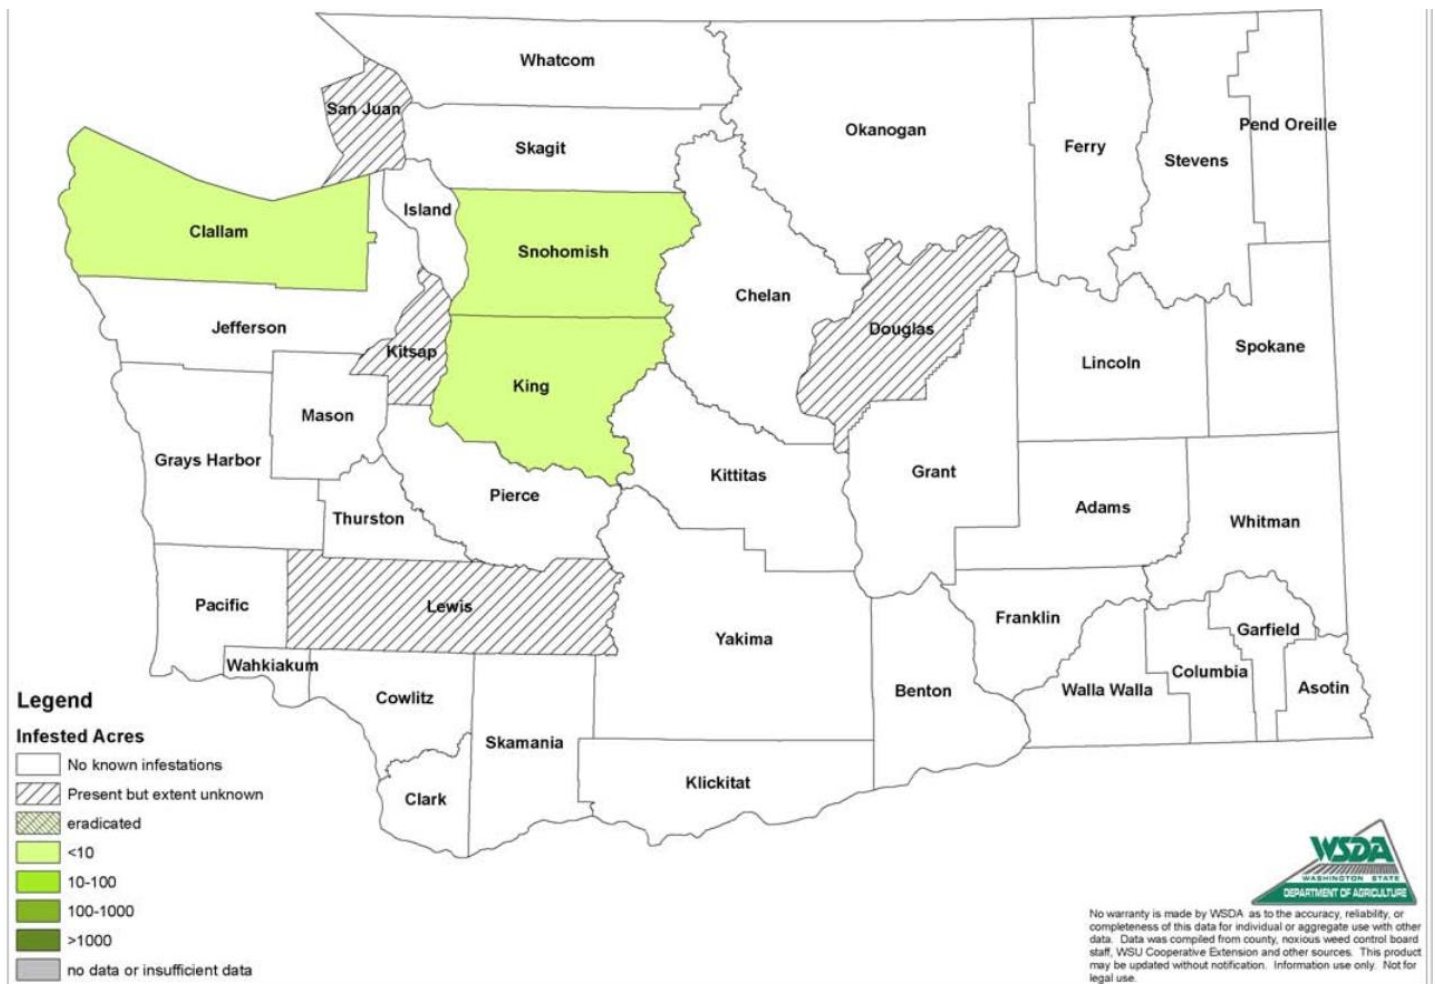 Whatcom
San Juan
Okanogan
Pend Oreille
Skagit
Ferry
Stevens
Island
Clallam
Snohomish
Chelan
Jefferson
Douglas
Kitsap
Spokane
Lincoln
King
Mason
Grays Harbor
Kittitas
Grant
Pierce
Adams
Thurston
Whitman
Pacific
Lewis
Franklin
Garfield
Yakima
Wahkiakum
Columbia
Cowlitz
Benton
Walla Walla
Asotin
Skamania
Klickitat
Clark
Legend
Infested Acres
No known infestations
Present but extent unknown
eradicated
<10
10-100
100-1000
>1000
no data or insufficient data
WSDA
WASHINGTON STATE
DEPARTMENT OF AGRICULTURE
No warranty is made by WSDA as to the accuracy, reliability, or
completeness of this data for individual or aggregate use with other
data. Data was compiled from county, noxious weed control board
staff, WSU Cooperative Extension and other sources. This product
may be updated without notification. Information use only. Not for
legal use.